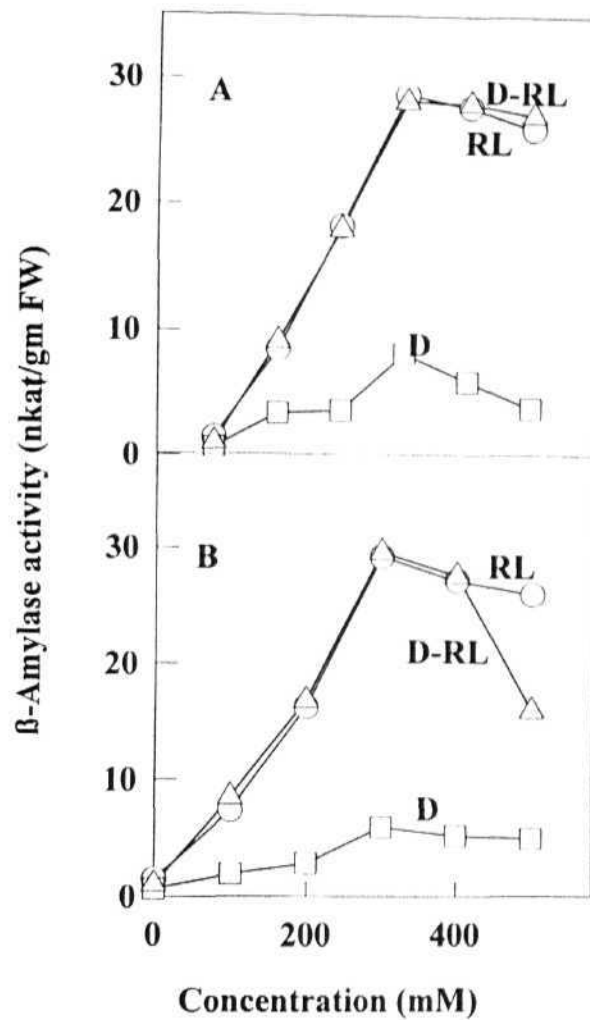 30
A
D-RL
RL
20
10
D
0
ß-Amylase activity (nkat/gm FW)
30
B
RL
D-RL
20
10
D
0
0
200
400
Concentration (mM)